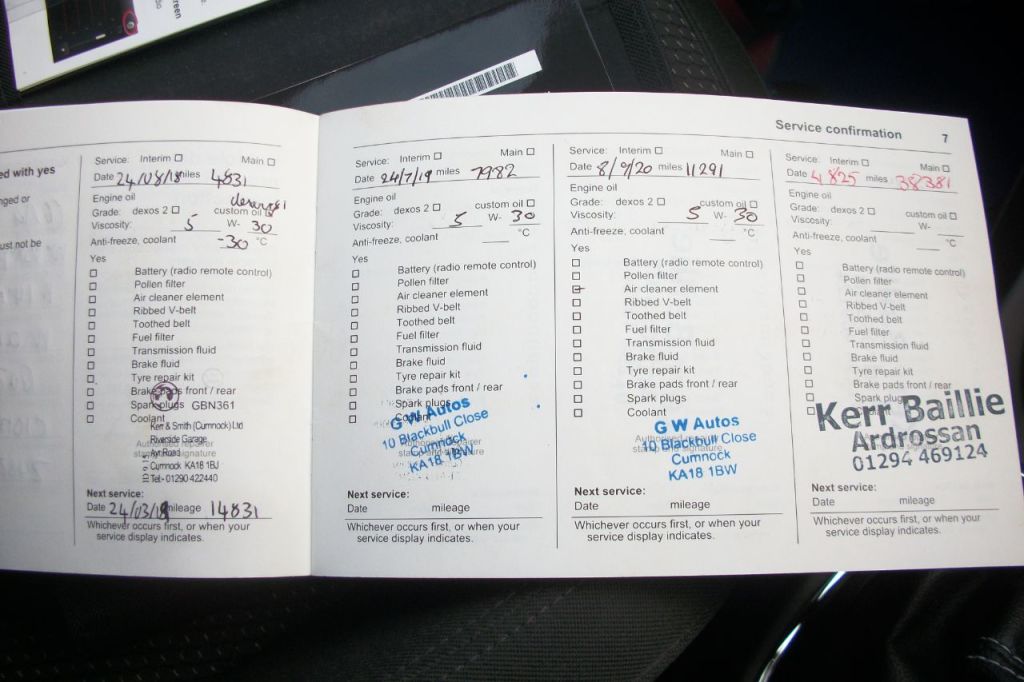 reen
ed with yes
nged or
ust not be
Service: Interim Main
Date 24/08/18 miles 4831
Engine oil
Grade: dexos 2 custom oil
Viscosity: 5 W- 30
Anti-freeze, coolant -30 °C
Yes
Battery (radio remote control)
Pollen filter
Air cleaner element
Ribbed V-belt
Toothed belt
Fuel filter
Transmission fluid
Brake fluid
Tyre repair kit
Brake pads front / rear
Spark plugs GBN361
Coolant
Kerr & Smith (Cumnock) Ltd
Riverside Garage
Ayr Road
Cumnock KA18 1BJ
Tel - 01290 422440
Next service:
Date 24/03/19 mileage 14831
Whichever occurs first, or when your
service display indicates.
Service confirmation 7
Service: Interim Main
Date 24/7/19 miles 7982
Engine oil
Grade: dexos 2 custom oil
Viscosity: 5 W- 30
Anti-freeze, coolant °C
Yes
Battery (radio remote control)
Pollen filter
Air cleaner element
Ribbed V-belt
Toothed belt
Fuel filter
Transmission fluid
Brake fluid
Tyre repair kit
Brake pads front / rear
Spark plugs
Coolant
G W Autos
10 Blackbull Close
Cumnock
KA18 1BW
Next service:
Date mileage
Whichever occurs first, or when your
service display indicates.
Service: Interim Main
Date 8/9/20 miles 11291
Engine oil
Grade: dexos 2 custom oil
Viscosity: 5 W- 30
Anti-freeze, coolant °C
Yes
Battery (radio remote control)
Pollen filter
Air cleaner element
Ribbed V-belt
Toothed belt
Fuel filter
Transmission fluid
Brake fluid
Tyre repair kit
Brake pads front / rear
Spark plugs
Coolant
G W Autos
Authorised repairer
10 Blackbull Close
stamp and signature
Cumnock
KA18 1BW
Next service:
Date mileage
Whichever occurs first, or when your
service display indicates.
Service: Interim Main
Date 4 8 25 miles 38381
Engine oil
Grade: dexos 2 custom oil
Viscosity: W-
Anti-freeze, coolant °C
Yes
Battery (radio remote control)
Pollen filter
Air cleaner element
Ribbed V-belt
Toothed belt
Fuel filter
Transmission fluid
Brake fluid
Tyre repair kit
Brake pads front / rear
Spark plugs
Kerr Baillie
Ardrossan
01294 469124
Next service:
Date mileage
Whichever occurs first, or when your
service display indicates.